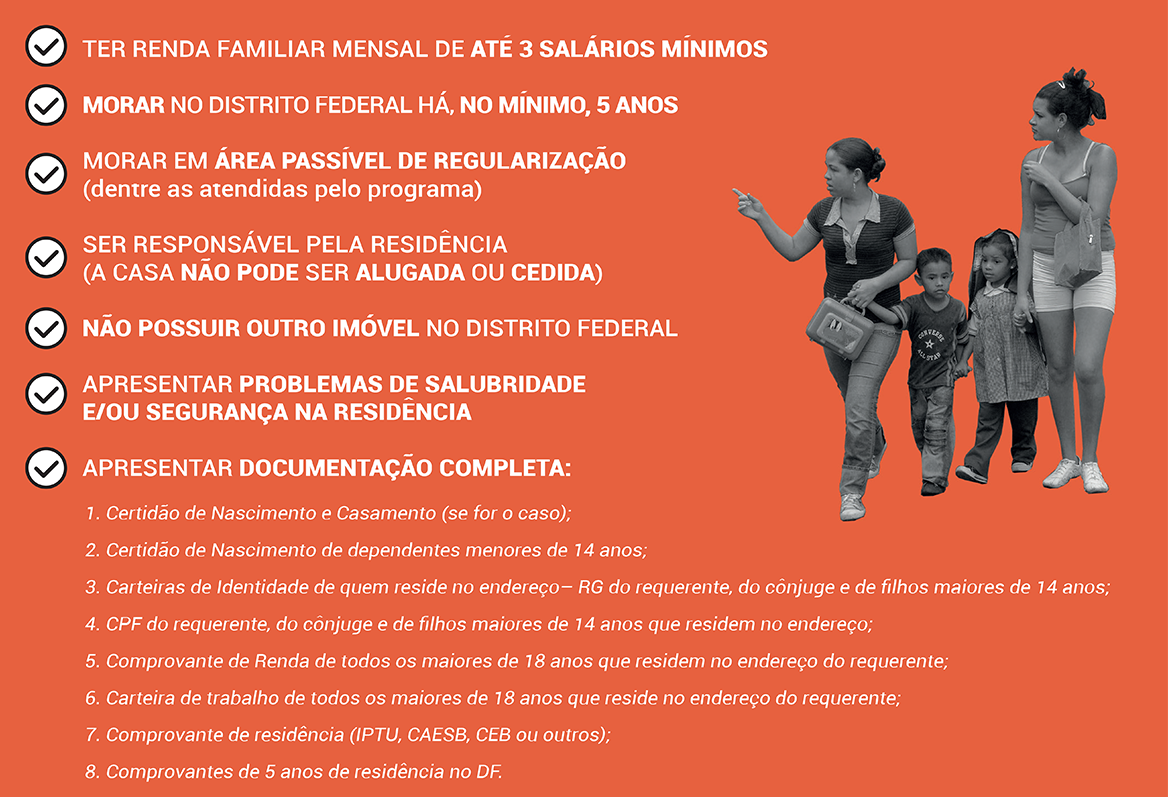 TER RENDA FAMILIAR MENSAL DE ATÉ 3 SALÁRIOS MÍNIMOS
MORAR NO DISTRITO FEDERAL HÁ, NO MÍNIMO, 5 ANOS
MORAR EM ÁREA PASSÍVEL DE REGULARIZAÇÃO
(dentre as atendidas pelo programa)
SER RESPONSÁVEL PELA RESIDÊNCIA
(A CASA NÃO PODE SER ALUGADA OU CEDIDA)
NÃO POSSUIR OUTRO IMÓVEL NO DISTRITO FEDERAL
APRESENTAR PROBLEMAS DE SALUBRIDADE
E/OU SEGURANÇA NA RESIDÊNCIA
APRESENTAR DOCUMENTAÇÃO COMPLETA:
1. Certidão de Nascimento e Casamento (se for o caso);
2. Certidão de Nascimento de dependentes menores de 14 anos;
3. Carteiras de Identidade de quem reside no endereço– RG do requerente, do cônjuge e de filhos maiores de 14 anos;
4. CPF do requerente, do cônjuge e de filhos maiores de 14 anos que residem no endereço;
5. Comprovante de Renda de todos os maiores de 18 anos que residem no endereço do requerente;
6. Carteira de trabalho de todos os maiores de 18 anos que reside no endereço do requerente;
7. Comprovante de residência (IPTU, CAESB, CEB ou outros);
8. Comprovantes de 5 anos de residência no DF.
CONVERSE
ALL STAR